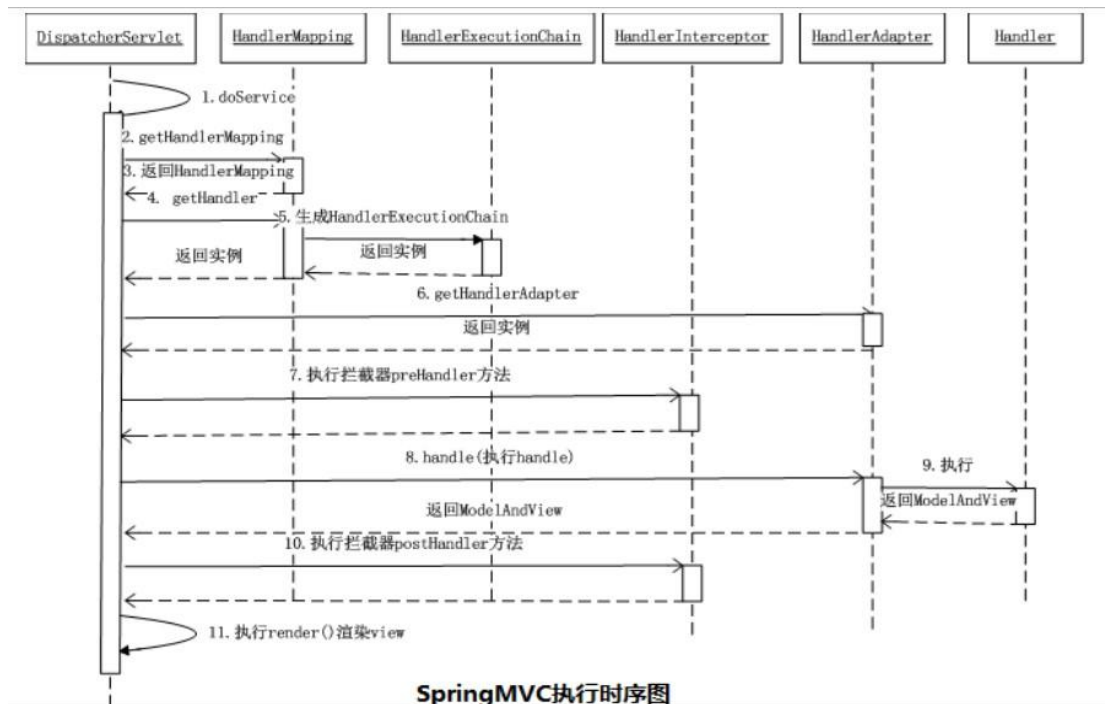 DispatcherServlet
HandlerMapping
HandlerExecutionChain
HandlerInterceptor
HandlerAdapter
Handler
1.doService
2.getHandlerMapping
3.返回HandlerMapping
4. getHandler
5.生成HandlerExecutionChain
返回实例
返回实例
6.getHandlerAdapter
返回实例
7.执行拦截器preHandler方法
8.handle(执行handle)
9.执行
返回ModelAndView
返回ModelAndView
10.执行拦截器postHandler方法
11.执行render()渲染view
SpringMVC执行时序图